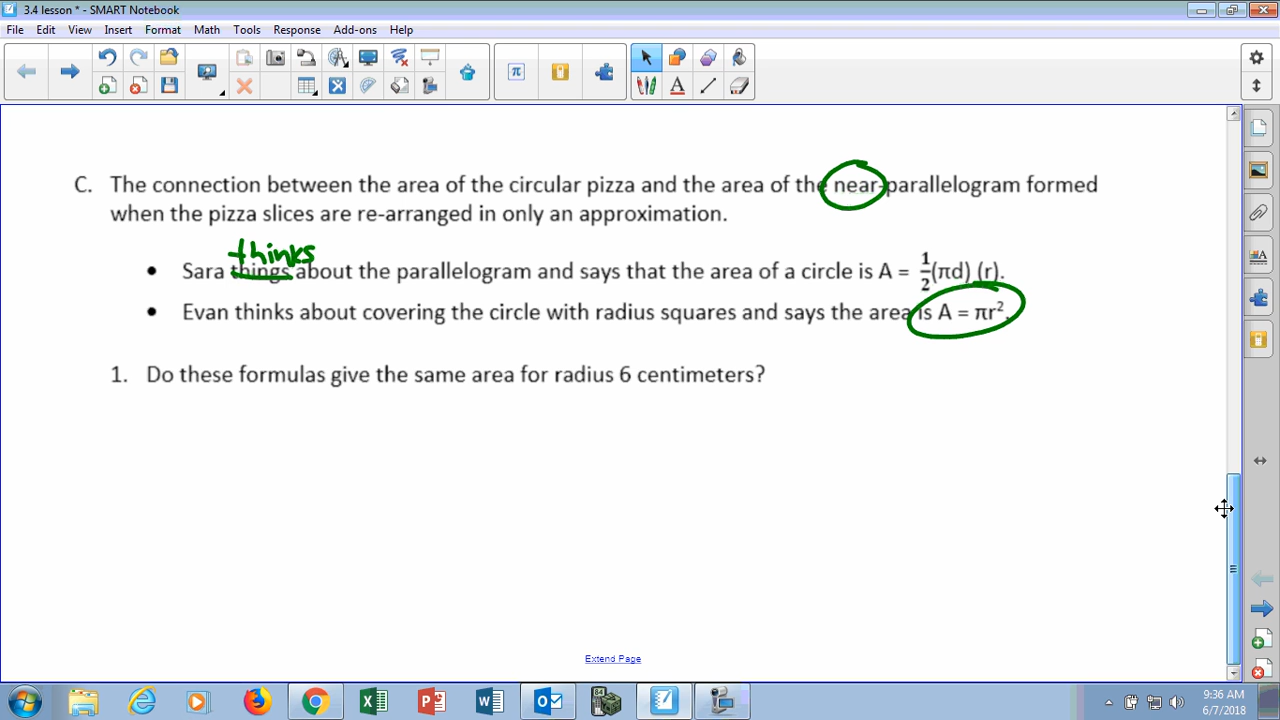 3.4 lesson * - SMART Notebook
File Edit View Insert Format Math Tools Response Add-ons Help
C. The connection between the area of the circular pizza and the area of the near-parallelogram formed
when the pizza slices are re-arranged in only an approximation.
thinks
• Sara things about the parallelogram and says that the area of a circle is A = 1/2(πd) (r).
• Evan thinks about covering the circle with radius squares and says the area is A = πr².
1. Do these formulas give the same area for radius 6 centimeters?
Extend Page
9:36 AM
6/7/2018